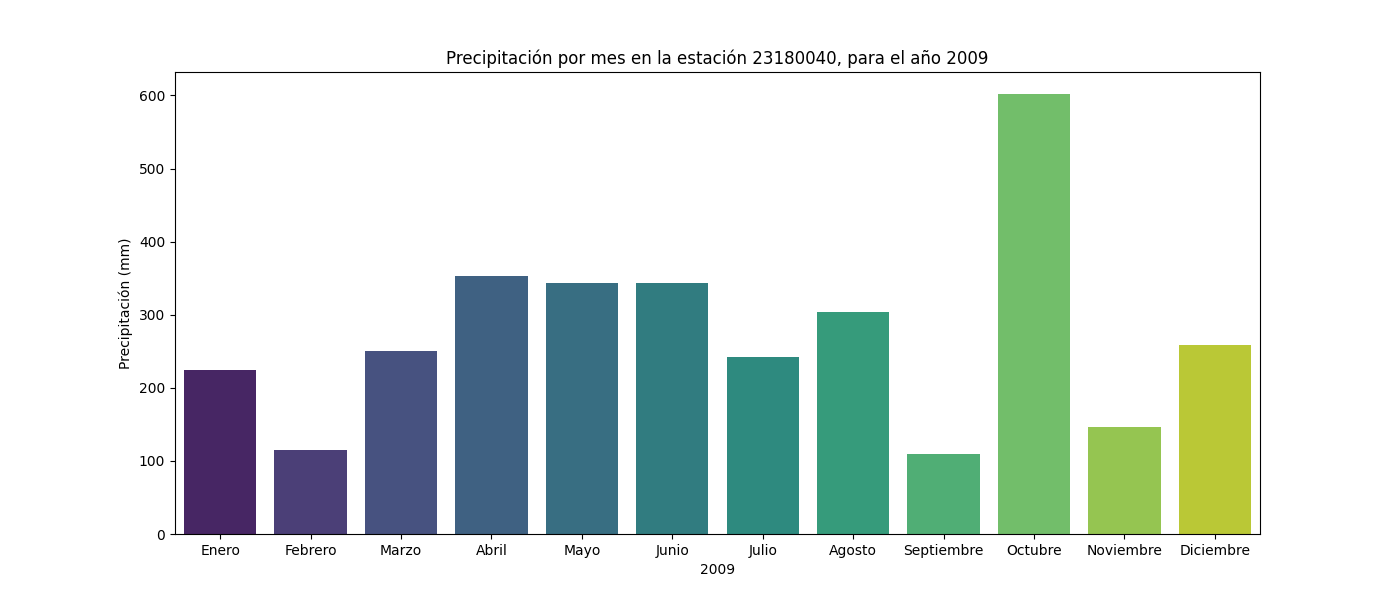 Precipitación por mes en la estación 23180040, para el año 2009
Precipitación (mm)
600
500
400
300
200
100
0
Enero Febrero Marzo Abril Mayo Junio Julio Agosto Septiembre Octubre Noviembre Diciembre
2009